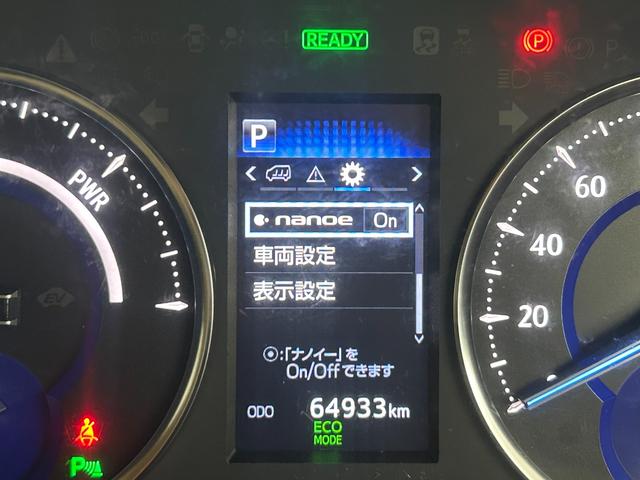 READY
P
P
PWR
nanoe On
車両設定
表示設定
◉:「ナノイー」を
On/Offできます
ODO 64933km
ECO
MODE
EV
P
60
40
20